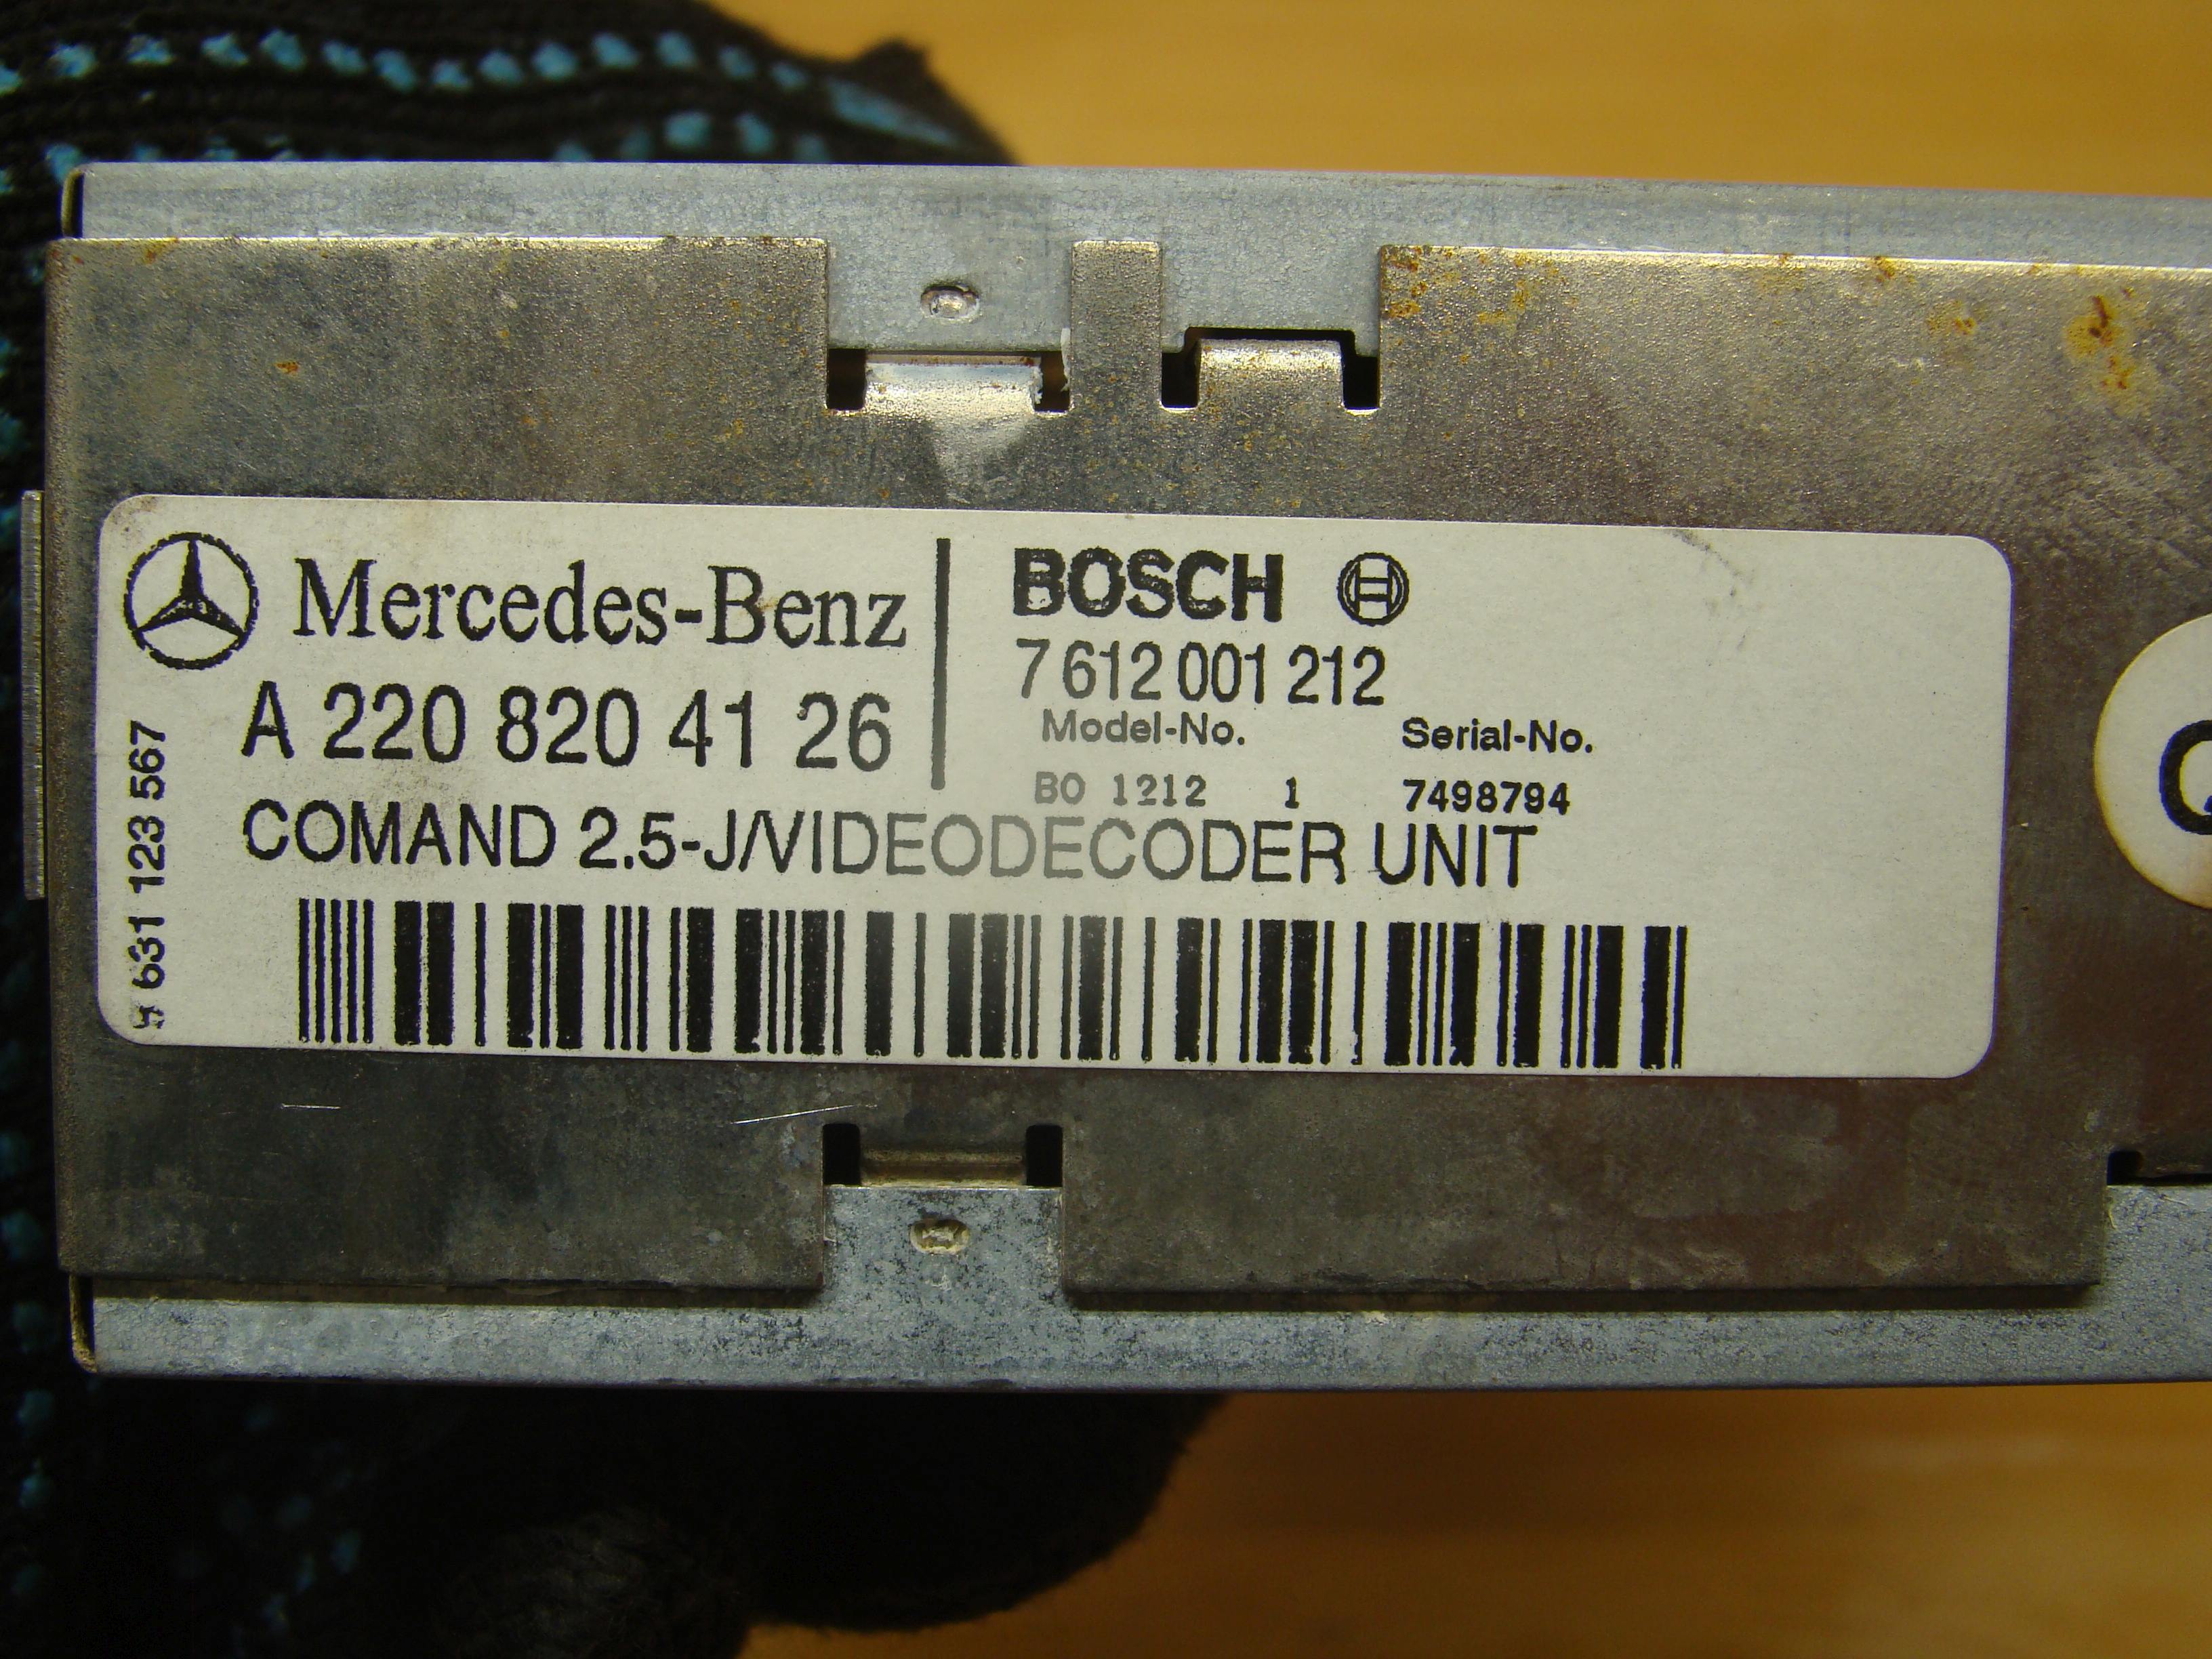 Mercedes-Benz
A 220 820 41 26
BOSCH
7 612 001 212
Model-No. Serial-No.
BO 1212 1 7498794
COMAND 2.5-J/VIDEODECODER UNIT
631 123 567